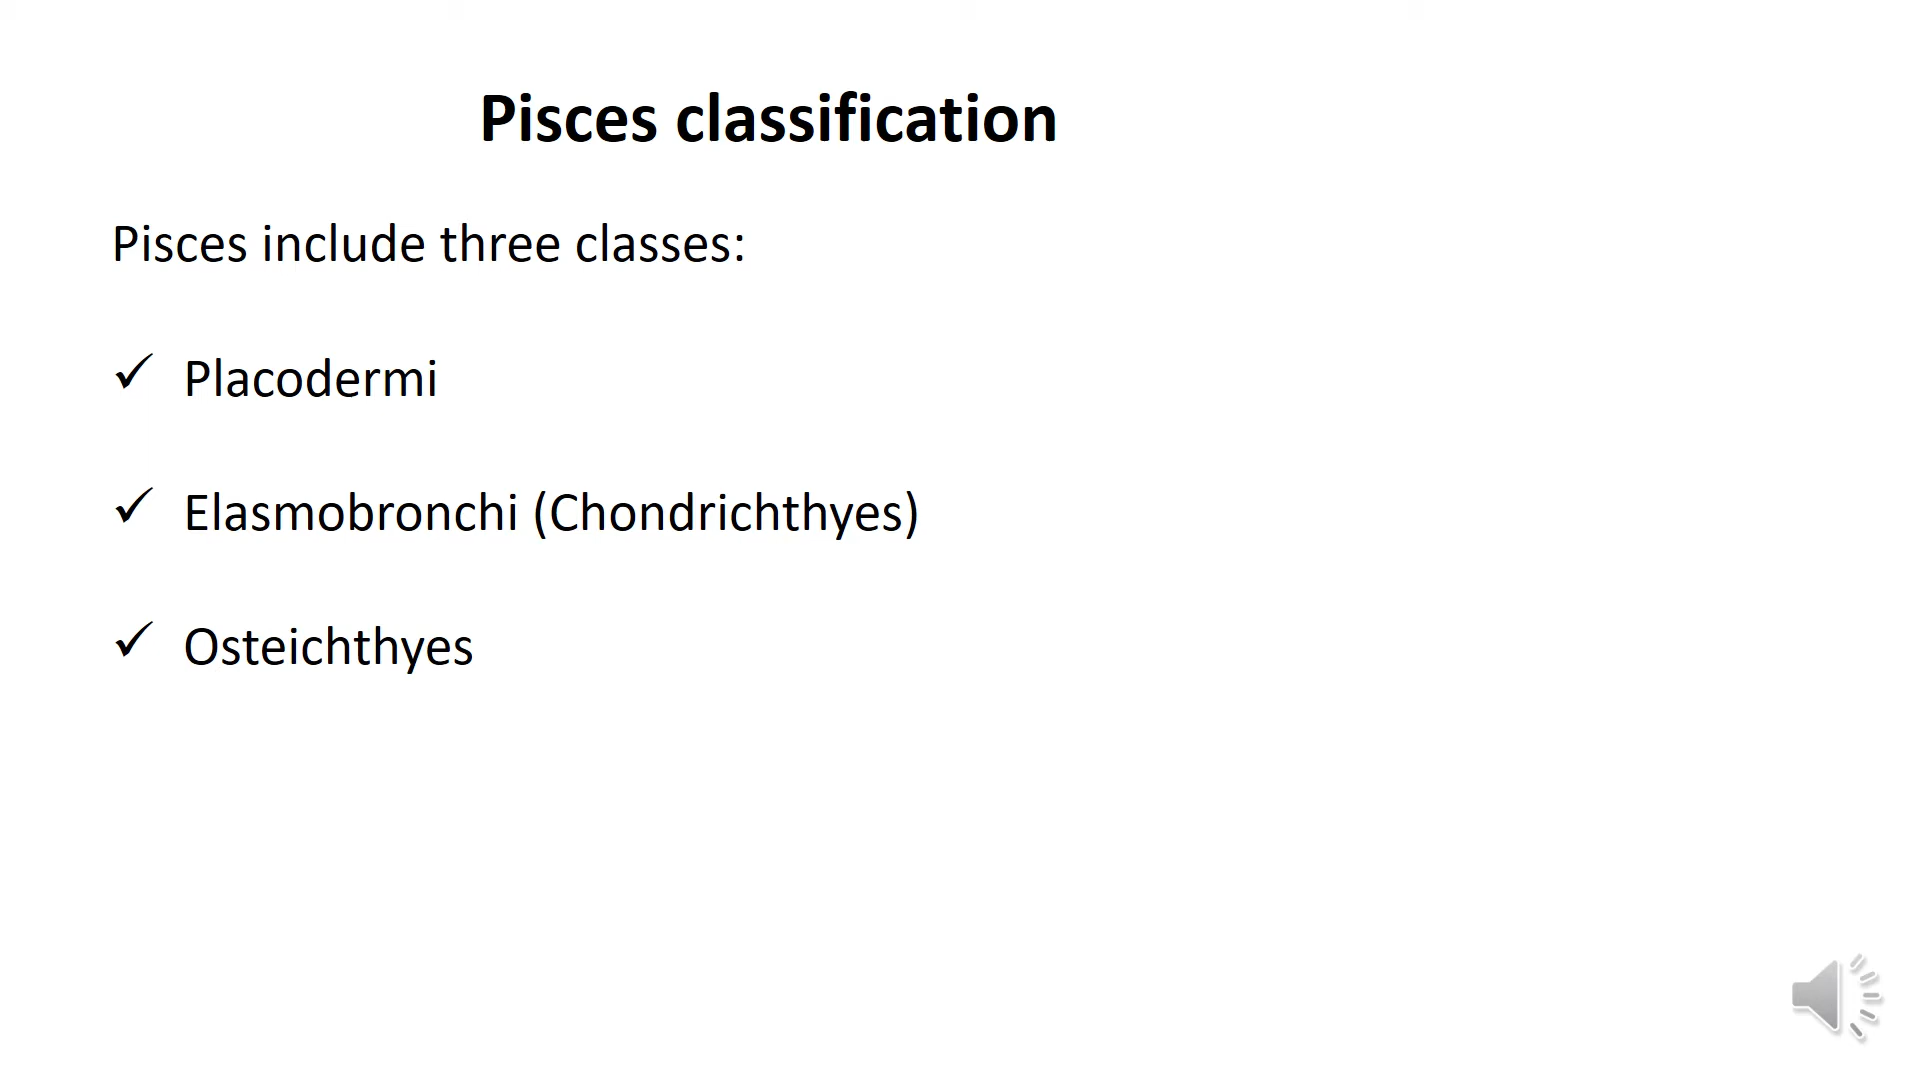 Pisces classification
Pisces include three classes:
✓ Placodermi
✓ Elasmobronchi (Chondrichthyes)
✓ Osteichthyes